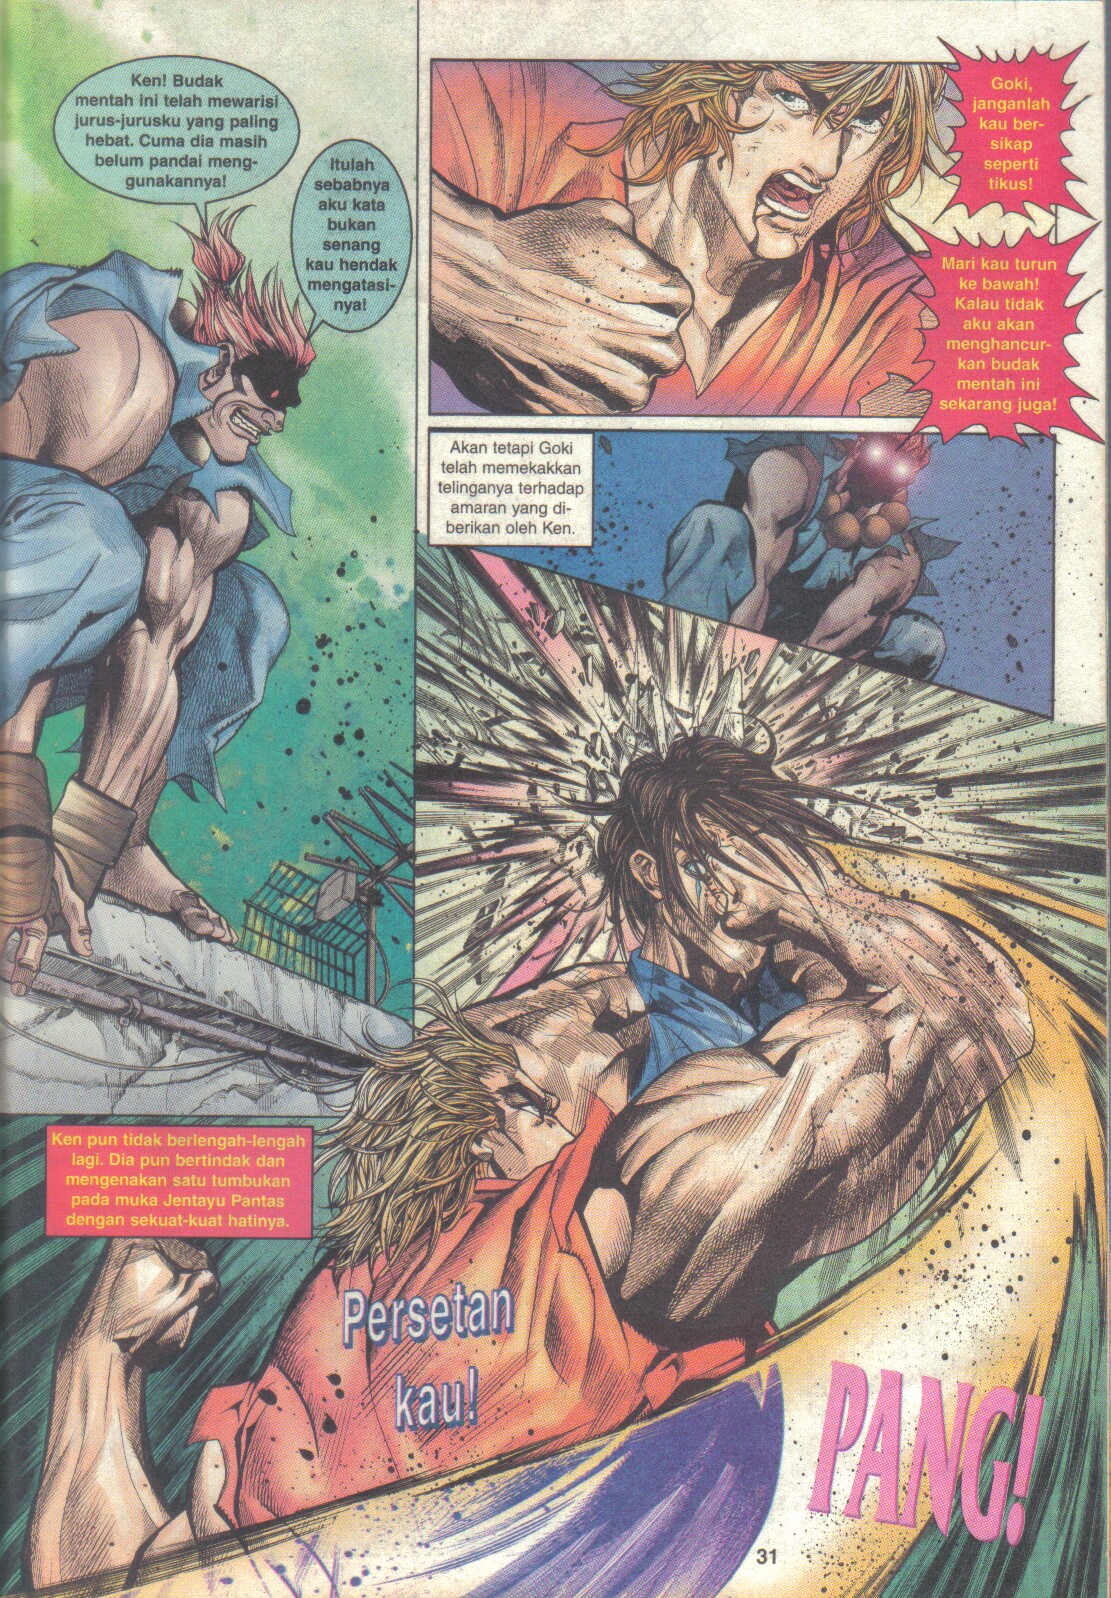 Ken! Budak
mentah ini telah mewarisi
jurus-jurusku yang paling
hebat. Cuma dia masih
belum pandai meng-
gunakannya!
Itulah
sebabnya
aku kata
bukan
senang
kau hendak
mengatasi-
nya!
Goki,
janganlah
kau ber-
sikap
seperti
tikus!
Mari kau turun
ke bawah!
Kalau tidak
aku akan
menghancur-
kan budak
mentah ini
sekarang juga!
Akan tetapi Goki
telah memekakkan
telinganya terhadap
amaran yang di-
berikan oleh Ken.
Ken pun tidak berlengah-lengah
lagi. Dia pun bertindak dan
mengenakan satu tumbukan
pada muka Jentayu Pantas
dengan sekuat-kuat hatinya.
Persetan
kau!
PANG!
31